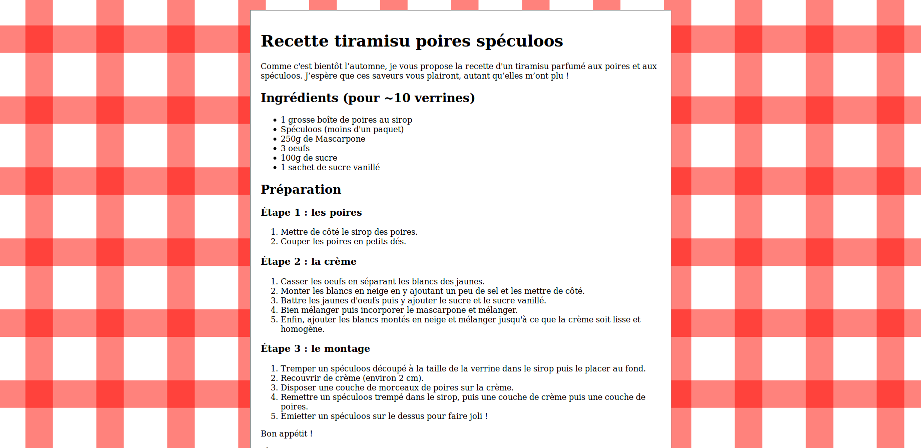 Recette tiramisu poires spéculoos
Comme c'est bientôt l'automne, je vous propose la recette d'un tiramisu parfumé aux poires et aux
spéculoos. J'espère que ces saveurs vous plairont, autant qu'elles m'ont plu !
Ingrédients (pour ~10 verrines)
• 1 grosse boîte de poires au sirop
• Spéculoos (moins d'un paquet)
• 250g de Mascarpone
• 3 oeufs
• 100g de sucre
• 1 sachet de sucre vanillé
Préparation
Étape 1 : les poires
1. Mettre de côté le sirop des poires.
2. Couper les poires en petits dés.
Étape 2 : la crème
1. Casser les oeufs en séparant les blancs des jaunes.
2. Monter les blancs en neige en y ajoutant un peu de sel et les mettre de côté.
3. Battre les jaunes d'oeufs puis y ajouter le sucre et le sucre vanillé.
4. Bien mélanger puis incorporer le mascarpone et mélanger.
5. Enfin, ajouter les blancs montés en neige et mélanger jusqu'à ce que la crème soit lisse et
homogène.
Étape 3 : le montage
1. Tremper un spéculoos découpé à la taille de la verrine dans le sirop puis le placer au fond.
2. Recouvrir de crème (environ 2 cm).
3. Disposer une couche de morceaux de poires sur la crème.
4. Remettre un spéculoos trempé dans le sirop, puis une couche de crème puis une couche de
poires.
5. Emietter un spéculoos sur le dessus pour faire joli !
Bon appétit !